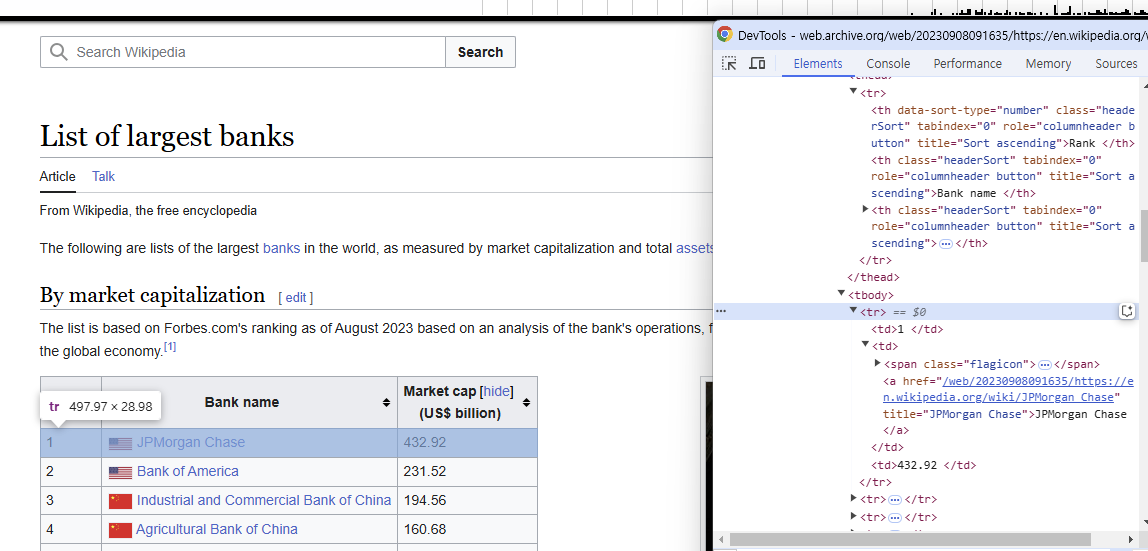 Search Wikipedia
Search
List of largest banks
Article Talk
From Wikipedia, the free encyclopedia
The following are lists of the largest banks in the world, as measured by market capitalization and total assets
By market capitalization [ edit ]
The list is based on Forbes.com's ranking as of August 2023 based on an analysis of the bank's operations, f
the global economy.[1]
tr 497.97 × 28.98
Bank name
Market cap [hide]
(US$ billion)
1 JPMorgan Chase 432.92
2 Bank of America 231.52
3 Industrial and Commercial Bank of China 194.56
4 Agricultural Bank of China 160.68
DevTools - web.archive.org/web/20230908091635/https://en.wikipedia.org/
Elements Console Performance Memory Sources
<thead>
<tr>
<th data-sort-type="number" class="heade
rSort" tabindex="0" role="columnheader b
utton" title="Sort ascending">Rank </th>
<th class="headerSort" tabindex="0"
role="columnheader button" title="Sort a
scending">Bank name </th>
<th class="headerSort" tabindex="0"
role="columnheader button" title="Sort a
scending">⋯</th>
</tr>
</thead>
<tbody>
⋯ <tr> == $0
<td>1 </td>
<td>
<span class="flagicon">⋯</span>
<a href="/web/20230908091635/https://e
n.wikipedia.org/wiki/JPMorgan Chase"
title="JPMorgan Chase">JPMorgan Chase
</a>
</td>
<td>432.92 </td>
</tr>
<tr>⋯</tr>
<tr>⋯</tr>